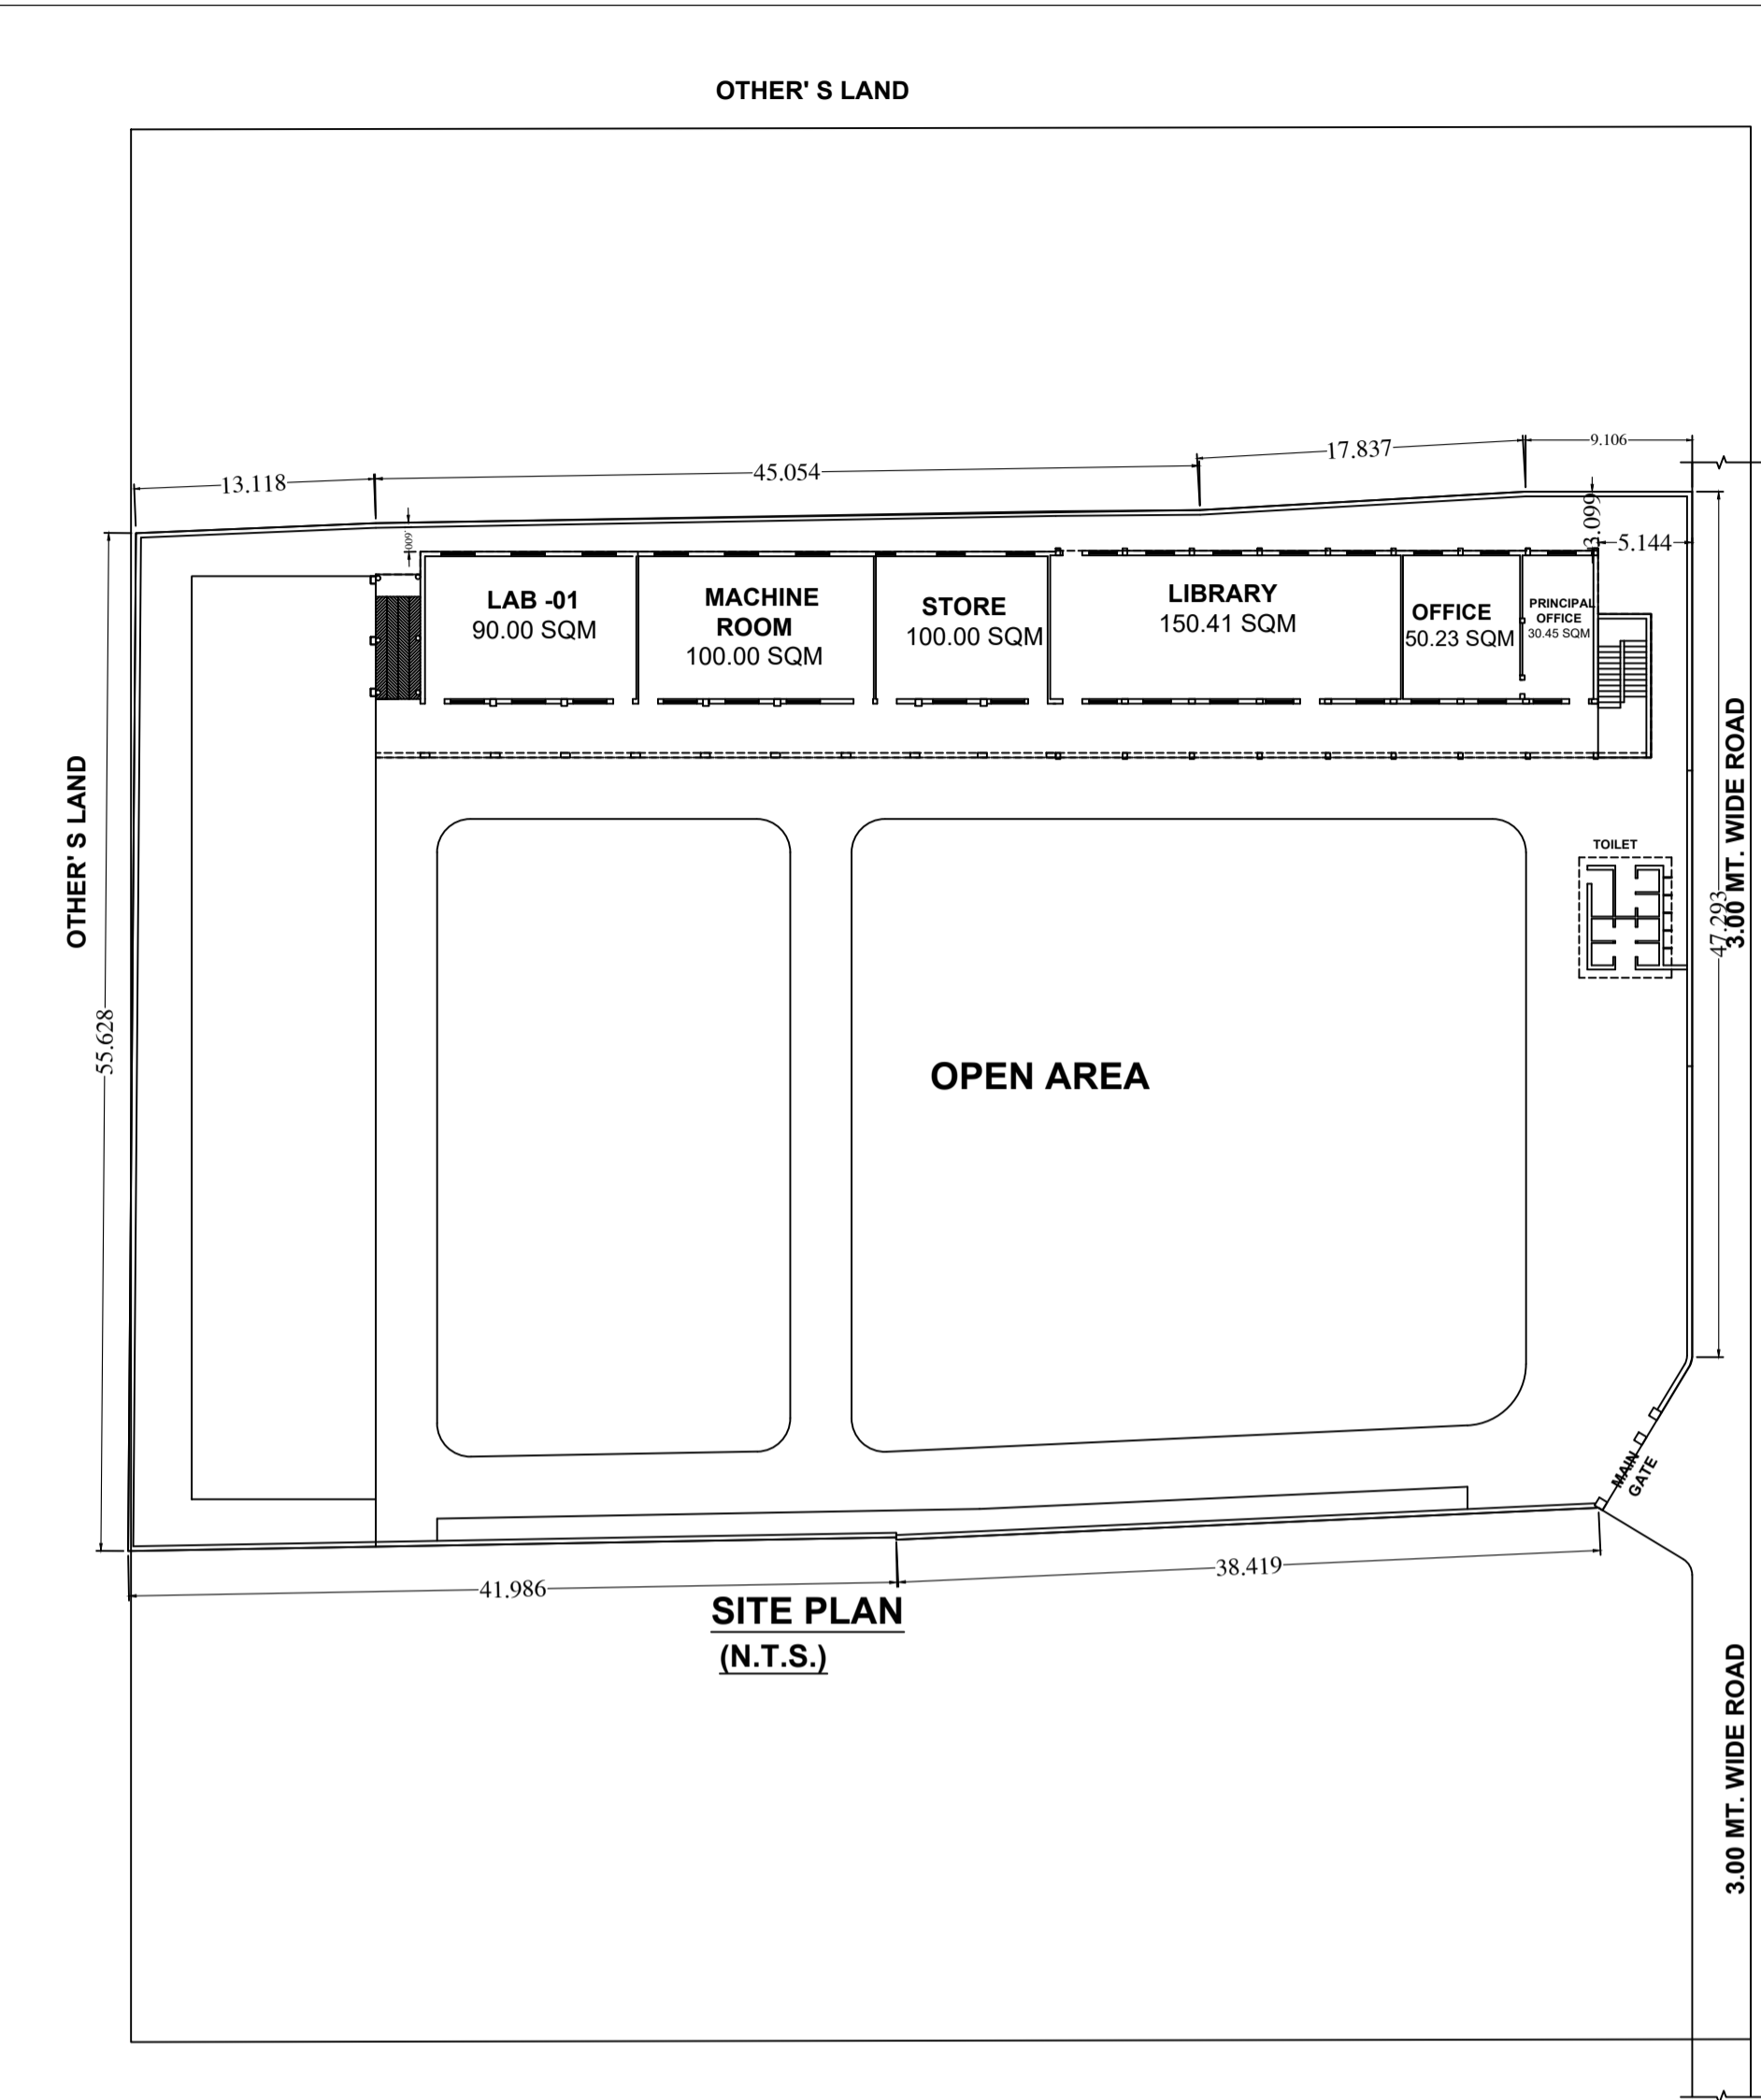 OTHER' S LAND
17.837
9.106
45.054
13.118
3.099
5.144
LAB -01
90.00 SQM
MACHINE
ROOM
100.00 SQM
STORE
100.00 SQM
LIBRARY
150.41 SQM
OFFICE
50.23 SQM
PRINCIPAL
OFFICE
30.45 SQM
OTHER' S LAND
3.00 MT. WIDE ROAD
47.293
TOILET
55.628
OPEN AREA
MAIN
GATE
41.986
38.419
SITE PLAN
(N.T.S.)
3.00 MT. WIDE ROAD